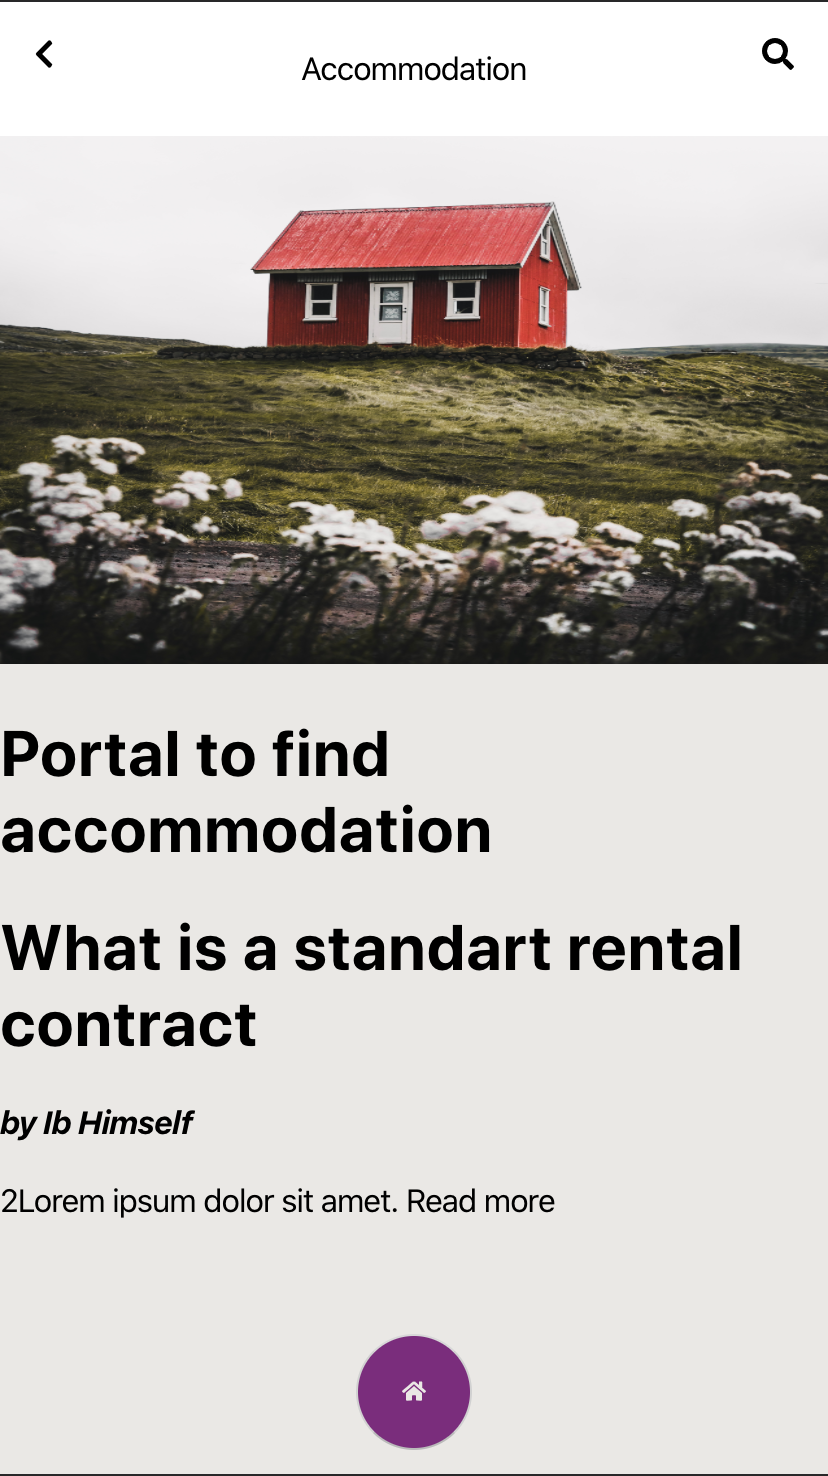 Accommodation
Portal to find
accommodation
What is a standart rental
contract
by Ib Himself
2Lorem ipsum dolor sit amet. Read more